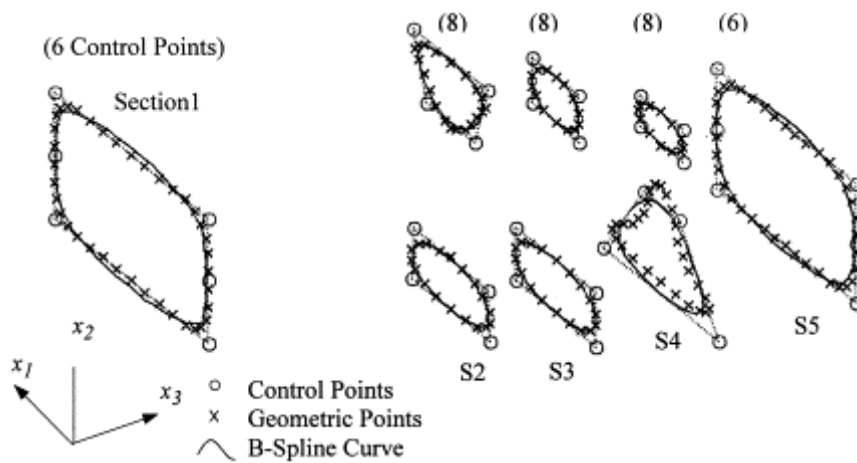 (8) (8) (8) (6)
(6 Control Points)
Section1
S2 S3 S4 S5
x2
x1
x3
Control Points
Geometric Points
B-Spline Curve